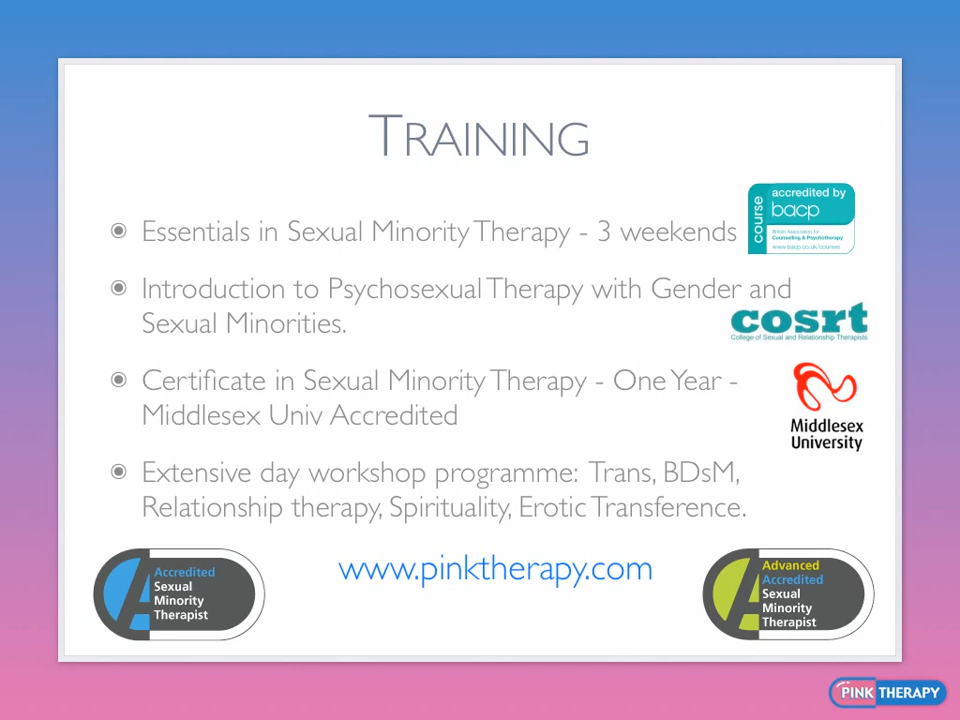 TRAINING
Essentials in Sexual Minority Therapy - 3 weekends
course
accredited by
bacp
British Association for
Counselling & Psychotherapy
www.bacp.co.uk/courses
Introduction to Psychosexual Therapy with Gender and
Sexual Minorities.
cosrt
College of Sexual and Relationship Therapists
Certificate in Sexual Minority Therapy - One Year -
Middlesex Univ Accredited
Middlesex
University
Extensive day workshop programme: Trans, BDsM,
Relationship therapy, Spirituality, Erotic Transference.
www.pinktherapy.com
A
Accredited
Sexual
Minority
Therapist
A
Advanced
Accredited
Sexual
Minority
Therapist
PINK THERAPY